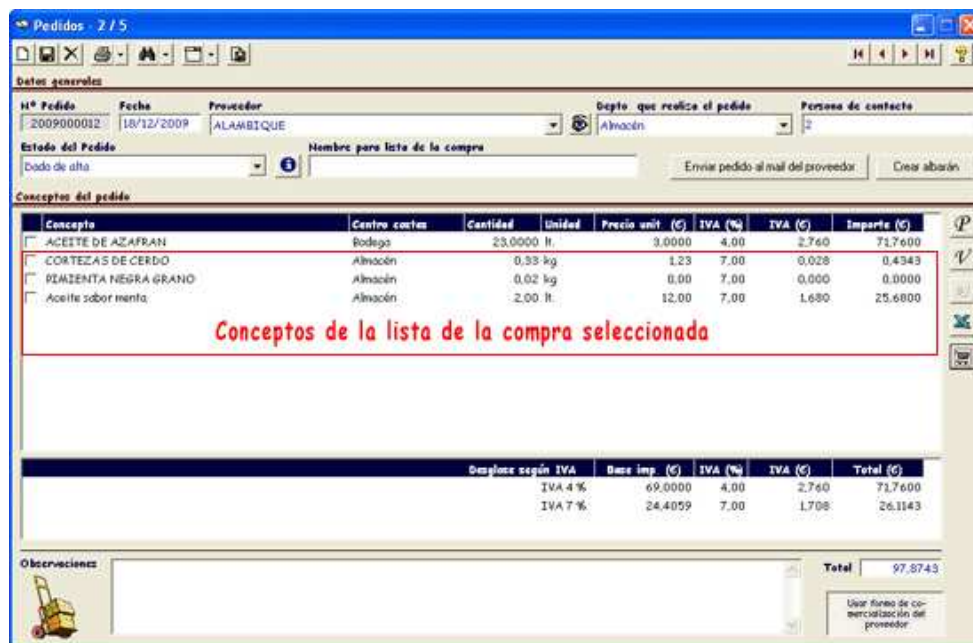 Pedidos - 2 / 5
Datos generales
Nº Pedido Fecha Proveedor Depto que realiza el pedido Persona de contacto
2009000012 18/12/2009 ALAMBIQUE Almacén 2
Estado del Pedido Nombre para lista de la compra
Dado de alta Enviar pedido al mail del proveedor Crear albarán
Conceptos del pedido
Concepto Centro costes Cantidad Unidad Precio unit (€) IVA (%) IVA (€) Importe (€)
ACEITE DE AZAFRAN Bodega 23,0000 lt. 3,0000 4,00 2,760 71,7600
CORTEZAS DE CERDO Almacén 0,33 kg 1,23 7,00 0,028 0,4343
PIMIENTA NEGRA GRANO Almacén 0,02 kg 0,00 7,00 0,000 0,0000
Aceite sabor menta Almacén 2,00 lt. 12,00 7,00 1,680 25,6800
Conceptos de la lista de la compra seleccionada
Desglose según IVA Base imp. (€) IVA (%) IVA (€) Total (€)
IVA 4 % 69,0000 4,00 2,760 71,7600
IVA 7 % 24,4059 7,00 1,708 26,1143
Observaciones Total 97,8743
Usar forma de co-
mercialización del
proveedor